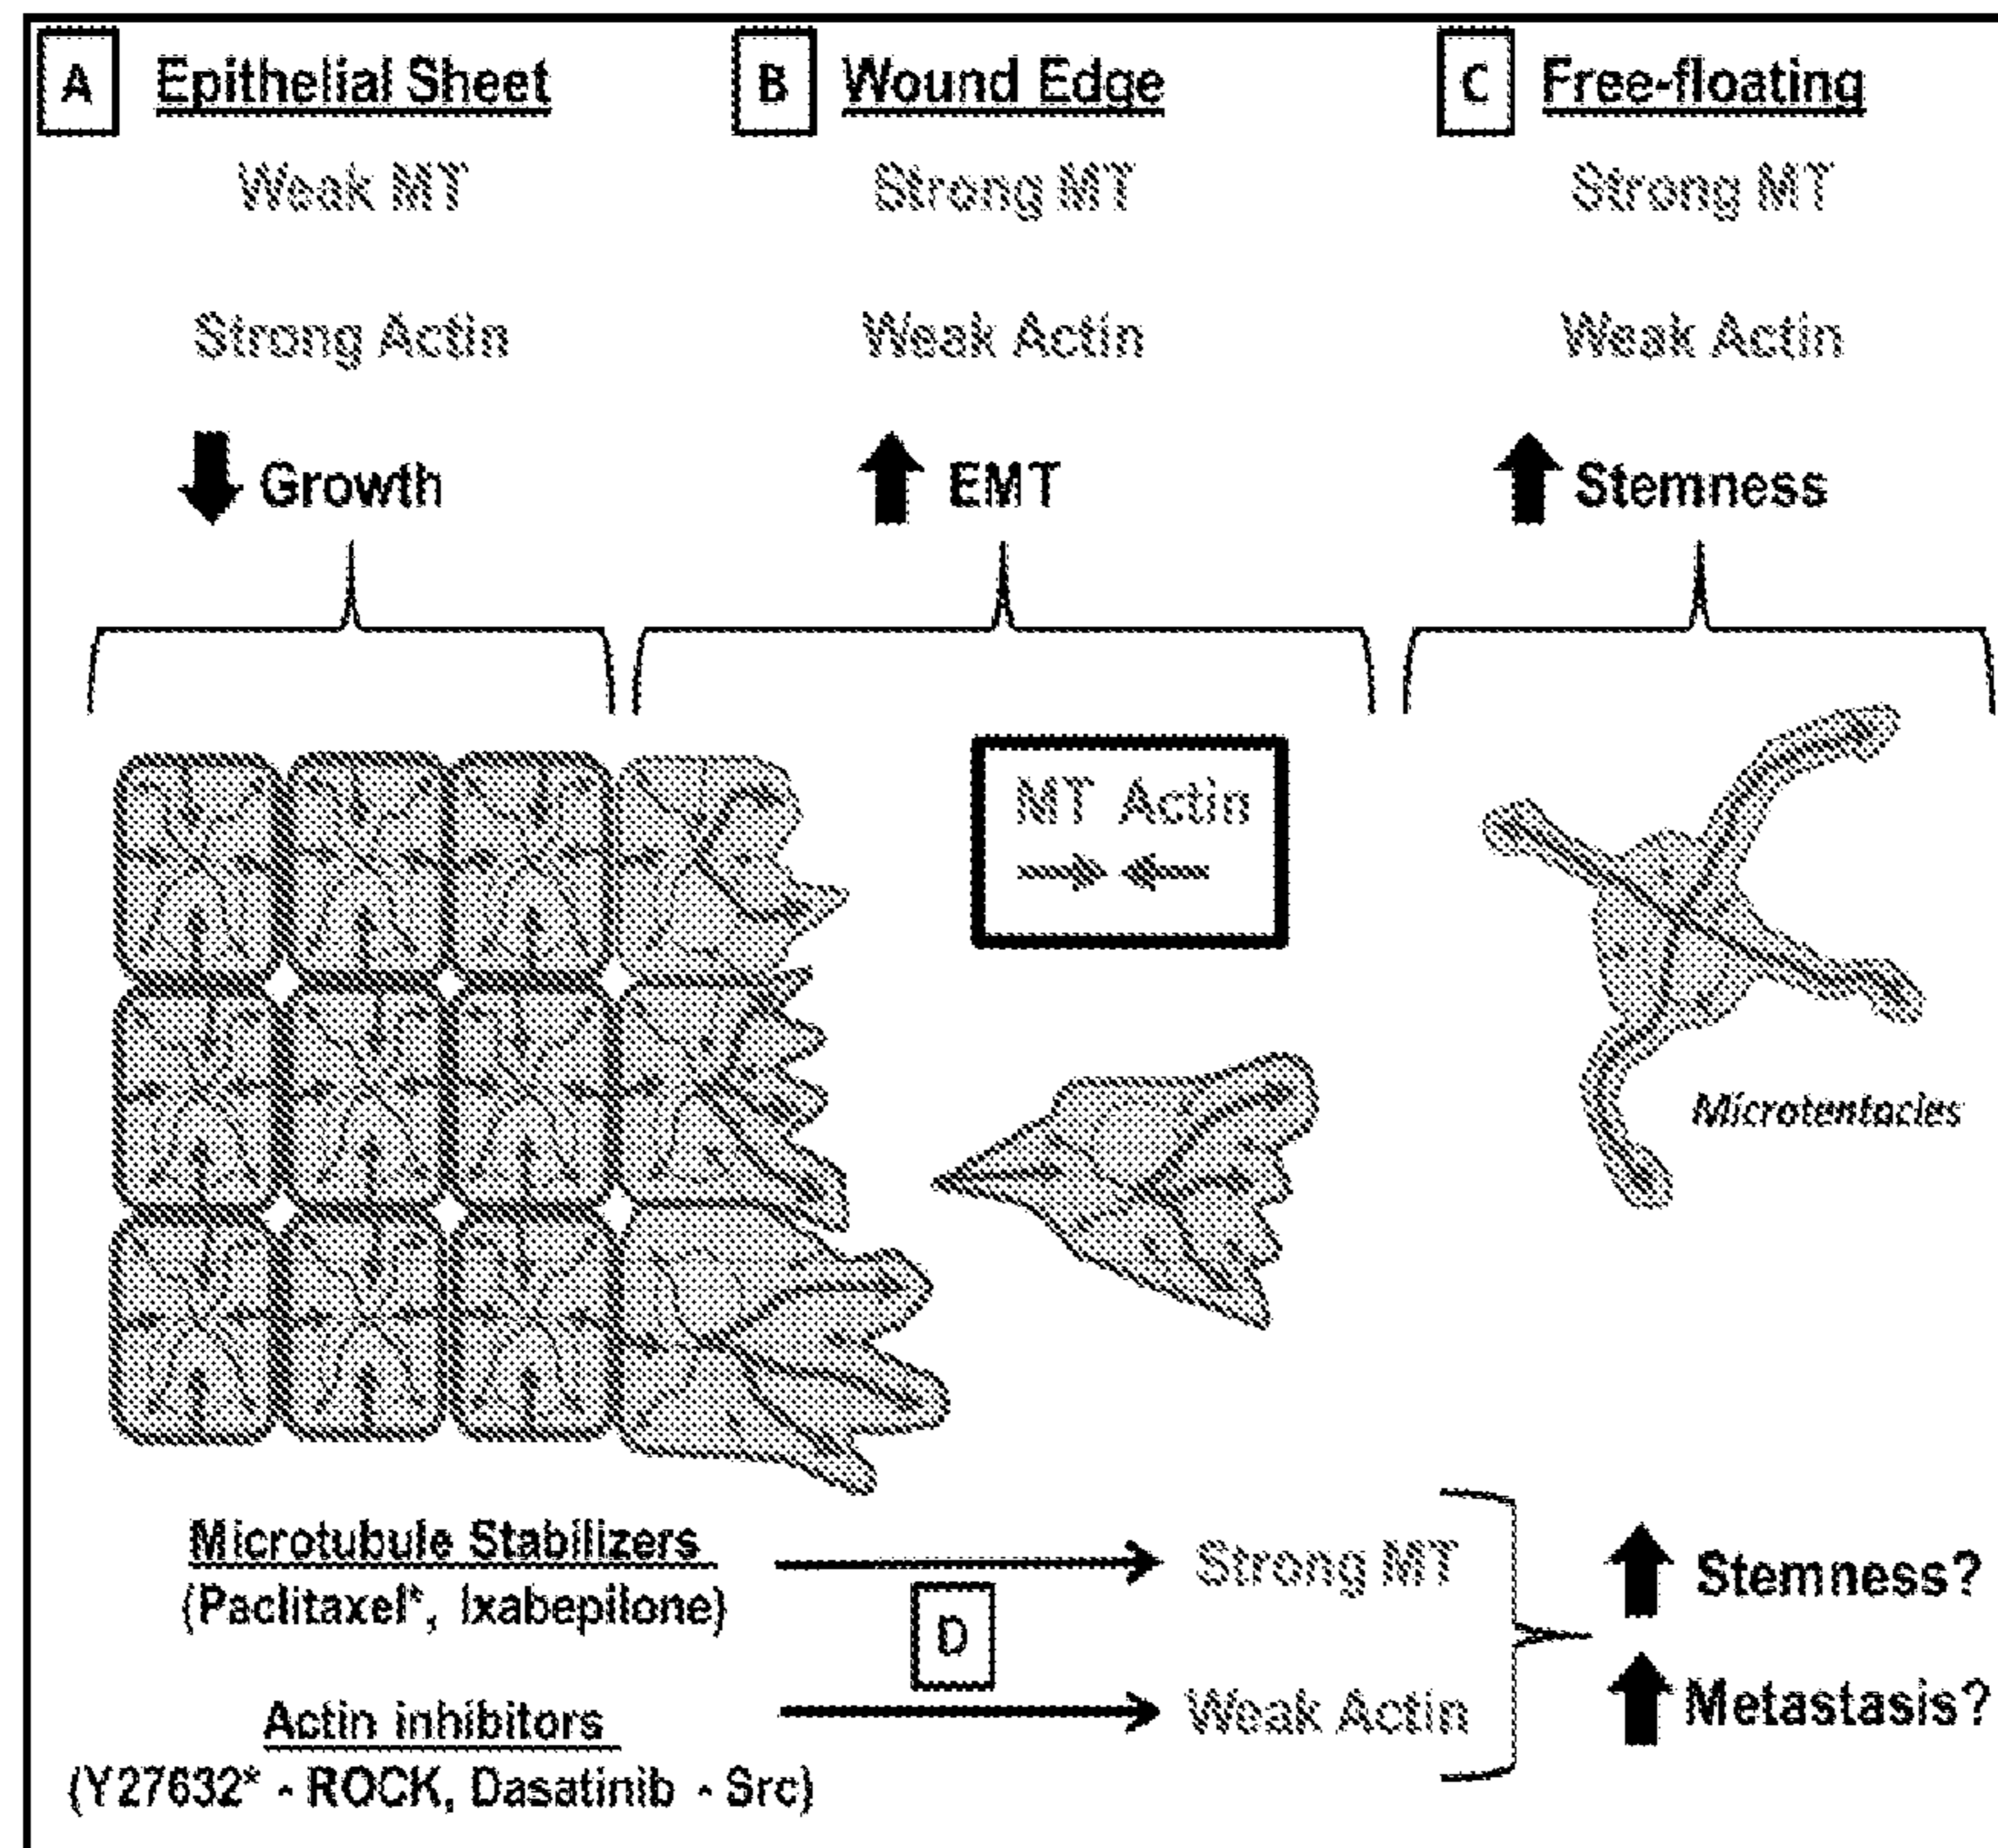 A Epithelial Sheet
Weak MT
Strong Actin
Growth
B Wound Edge
Strong MT
Weak Actin
EMT
C Free-floating
Strong MT
Weak Actin
Stemness
MT Actin
Microtentacles
Microtubule Stabilizers
(Paclitaxel*, Ixabepilone)
Strong MT
D
Actin inhibitors
(Y27632* - ROCK, Dasatinib - Src)
Weak Actin
Stemness?
Metastasis?